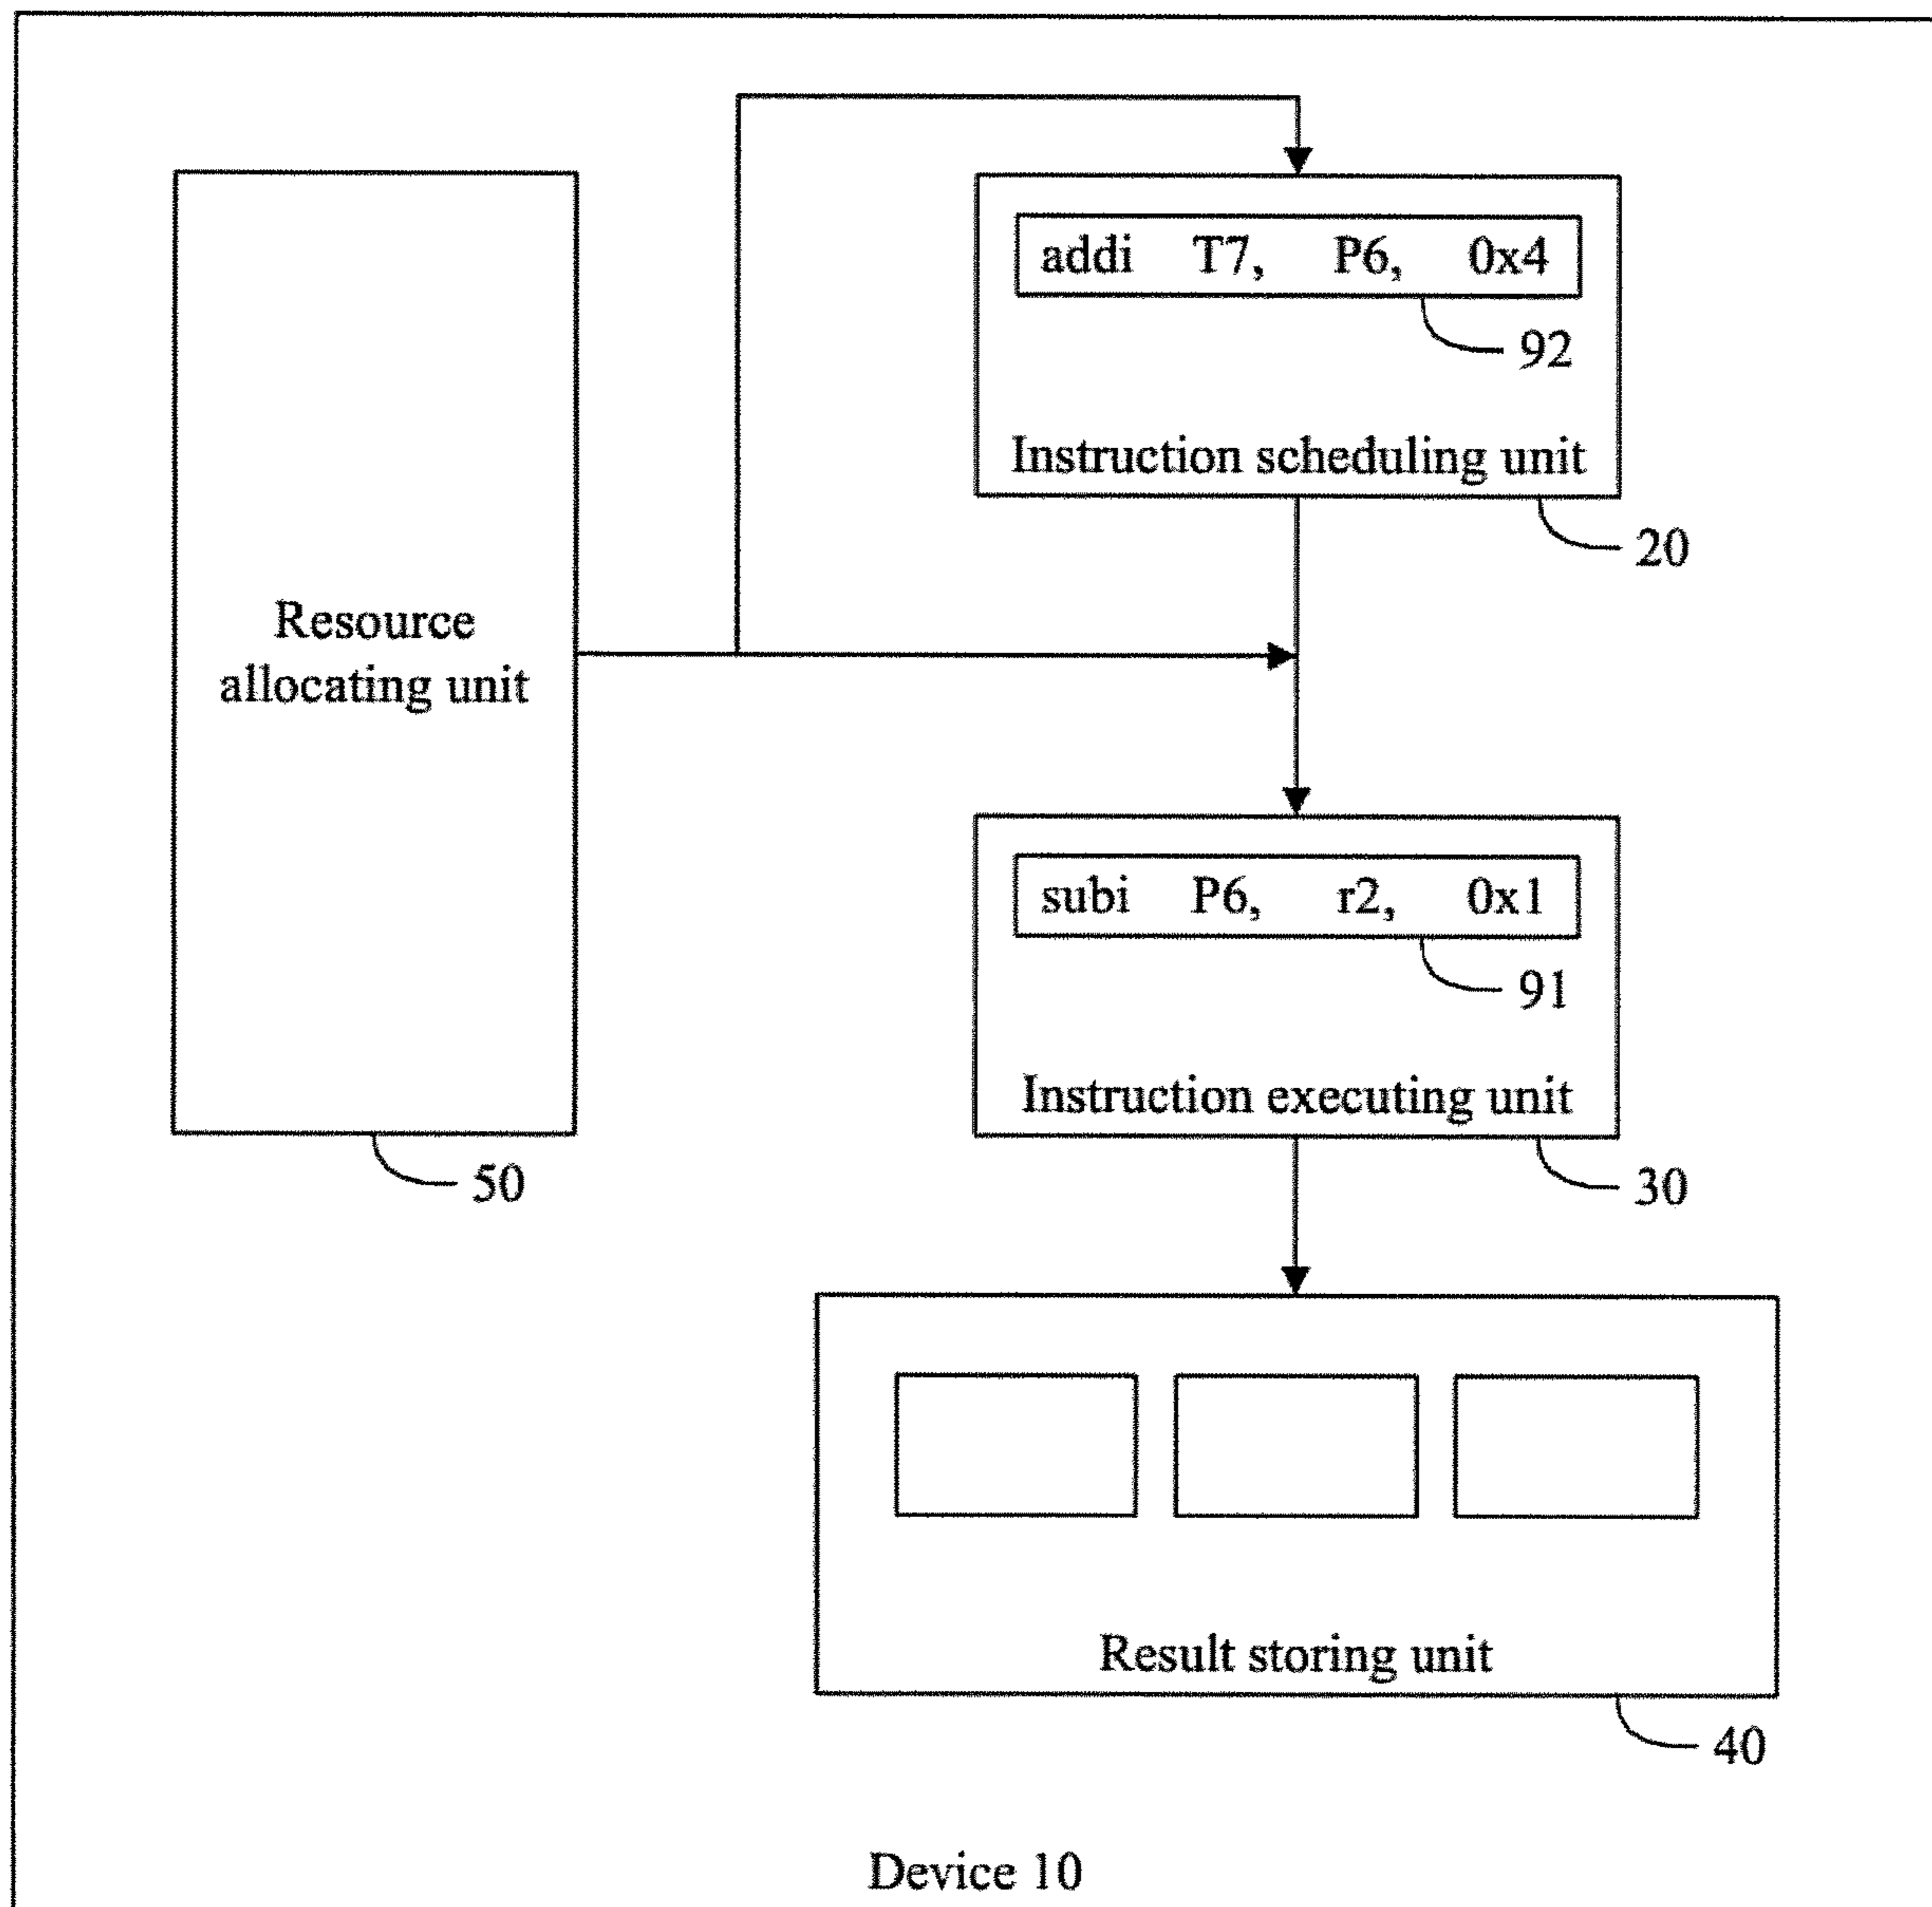 addi T7, P6, 0x4
92
Instruction scheduling unit
20
Resource
allocating unit
subi P6, r2, 0x1
91
Instruction executing unit
50
30
Result storing unit
40
Device 10